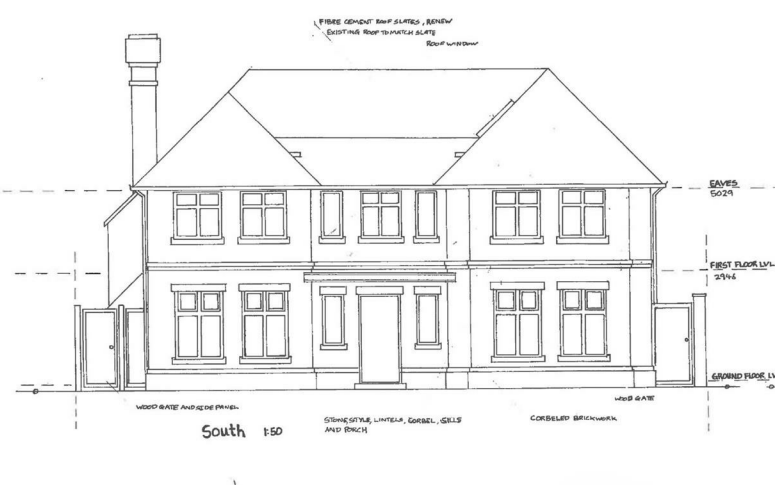 FIBRE CEMENT ROOF SLATES, RENEW
EXISTING ROOF TO MATCH SLATE
ROOF WINDOW
EAVES
5029
FIRST FLOOR LVL
2946
GROUND FLOOR LV
WOOD GATE AND SIDE PANEL
WOOD GATE
South 1:50
STONE STYLE, LINTELS, CORBEL, SILLS
AND PORCH
CORBELED BRICKWORK